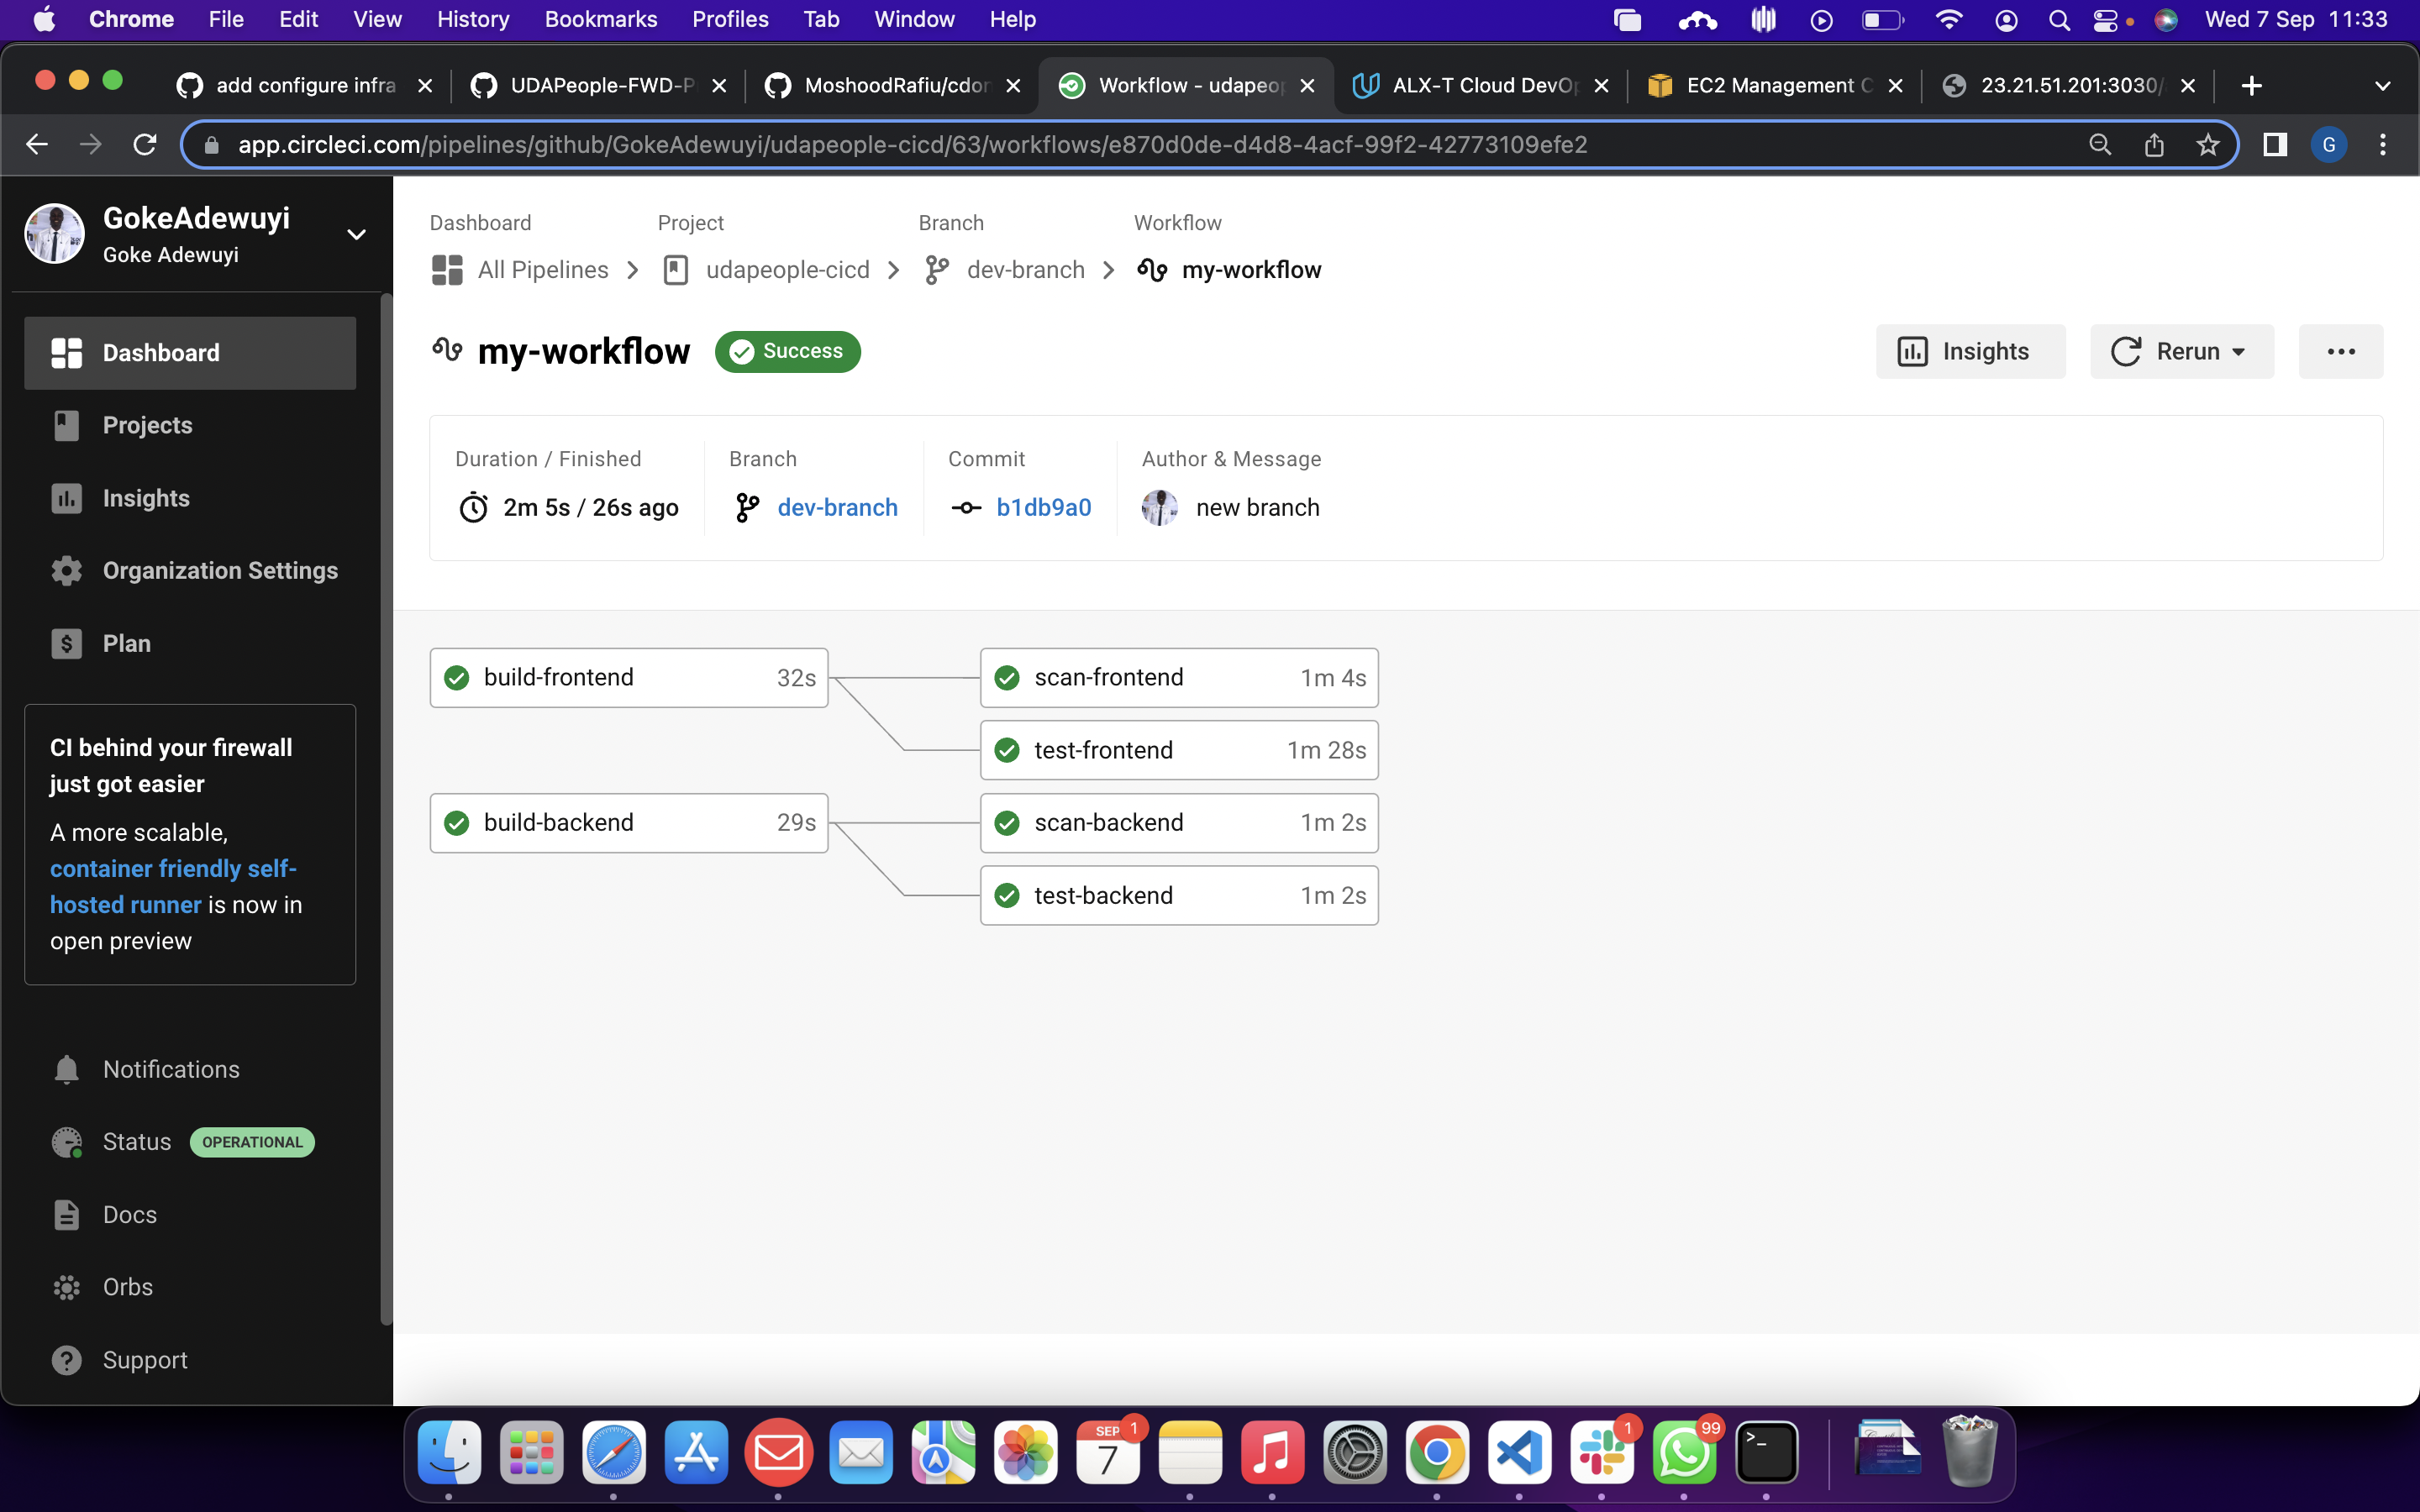 Chrome File Edit View History Bookmarks Profiles Tab Window Help Wed 7 Sep 11:33
add configure infra UDAPeople-FWD-P MoshoodRafiu/cdon Workflow - udapeop ALX-T Cloud DevOp EC2 Management C 23.21.51.201:3030/
app.circleci.com/pipelines/github/GokeAdewuyi/udapeople-cicd/63/workflows/e870d0de-d4d8-4acf-99f2-42773109efe2 G
GokeAdewuyi
Goke Adewuyi
Dashboard
Projects
Insights
Organization Settings
Plan
CI behind your firewall
just got easier
A more scalable,
container friendly self-
hosted runner is now in
open preview
Notifications
Status OPERATIONAL
Docs
Orbs
Support
Dashboard Project Branch Workflow
All Pipelines udapeople-cicd dev-branch my-workflow
my-workflow Success Insights Rerun
Duration / Finished Branch Commit Author & Message
2m 5s / 26s ago dev-branch b1db9a0 new branch
build-frontend 32s scan-frontend 1m 4s
test-frontend 1m 28s
build-backend 29s scan-backend 1m 2s
test-backend 1m 2s
SEP 1 1 99
7